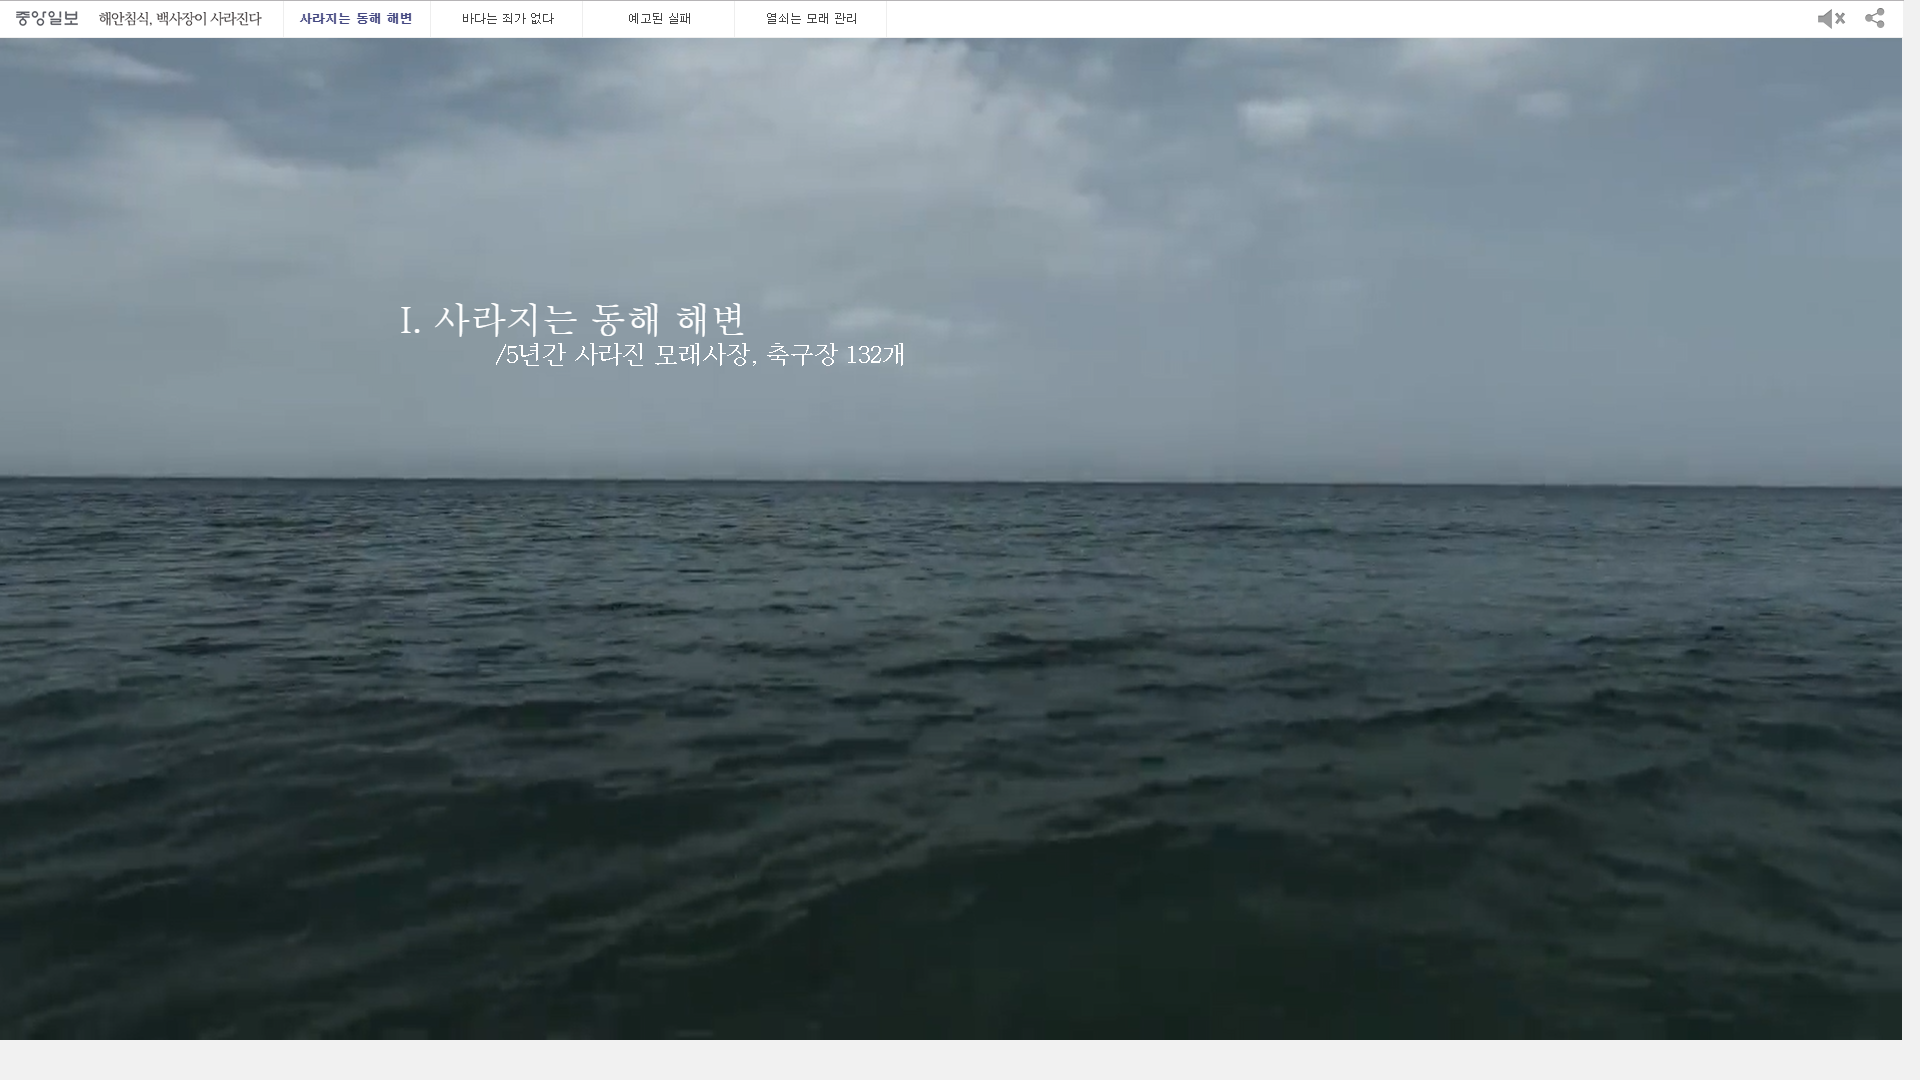 중앙일보 해안침식, 백사장이 사라진다 사라지는 동해 해변 바다는 죄가 없다 예고된 실패 열쇠는 모래 관리
I. 사라지는 동해 해변
/5년간 사라진 모래사장, 축구장 132개